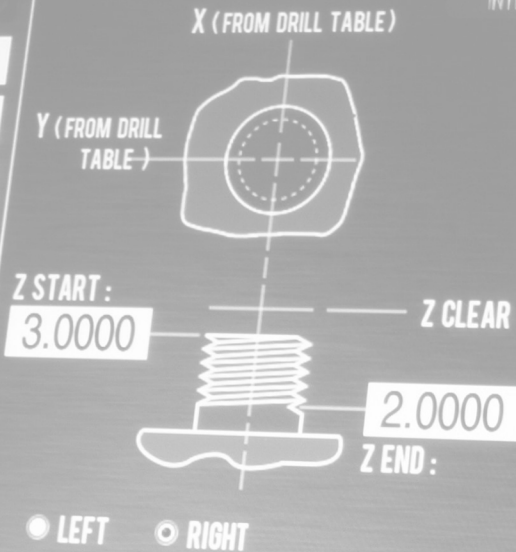 X (FROM DRILL TABLE)
Y (FROM DRILL
TABLE)
Z START:
3.0000
Z CLEAR
2.0000
Z END:
LEFT
RIGHT